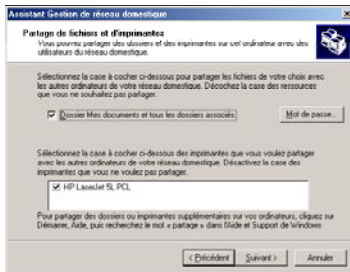 Assistant Gestion de réseau domestique
Partage de fichiers et d'imprimantes
Vous pouvez partager des dossiers et des imprimantes sur cet ordinateur avec des
utilisateurs du réseau domestique.
Sélectionnez la case à cocher ci-dessous pour partager les fichiers de votre choix avec
les autres ordinateurs de votre réseau domestique. Décochez la case des ressources
que vous ne souhaitez pas partager.
Dossier Mes documents et tous les dossiers associés.
Mot de passe...
Sélectionnez la case à cocher ci-dessous des imprimantes que vous voulez partager
avec les autres ordinateurs de votre réseau domestique. Désactivez la case des
imprimantes que vous ne voulez pas partager.
HP LaserJet 5L PCL
Pour partager des dossiers ou imprimantes supplémentaires sur vos ordinateurs, cliquez sur
Démarrer, Aide, puis recherchez le mot « partage » dans l'Aide et Support de Windows
< Précédent
Suivant >
Annuler